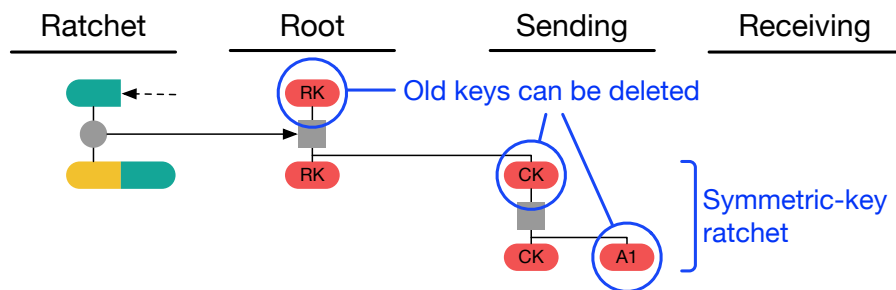 Ratchet Root Sending Receiving
RK
Old keys can be deleted
RK
CK
Symmetric-key
ratchet
CK
A1